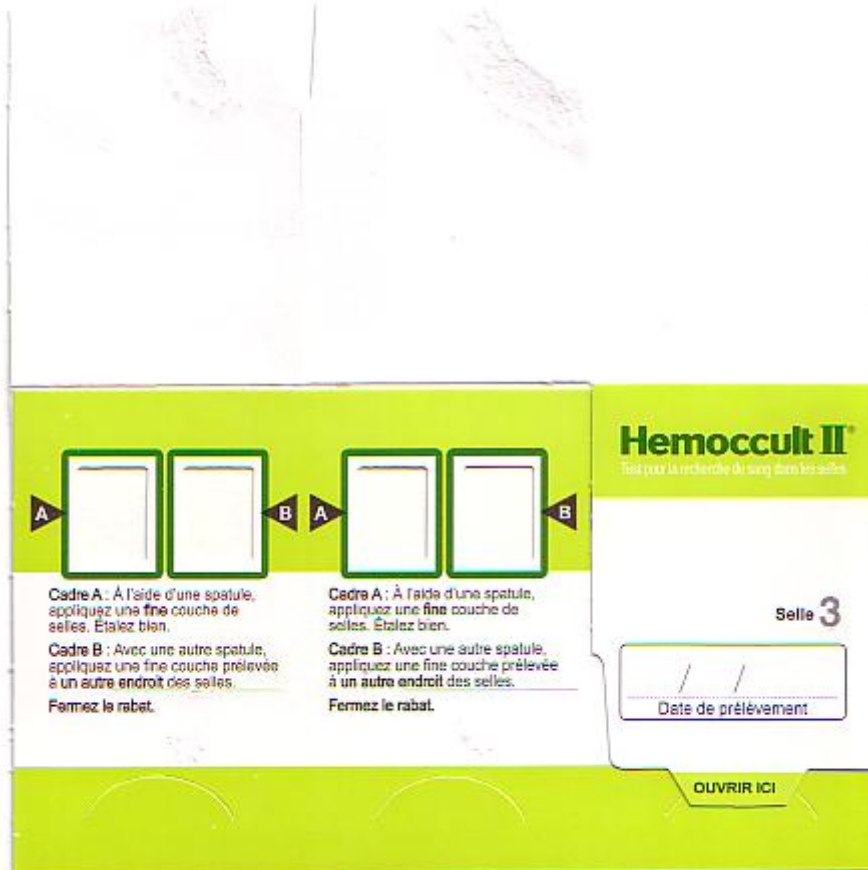 Hemoccult II®
Test pour la recherche de sang dans les selles
A
B
A
B
Cadre A : À l'aide d'une spatule,
appliquez une fine couche de
selles. Étalez bien.
Cadre B : Avec une autre spatule,
appliquez une fine couche prélevée
à un autre endroit des selles.
Fermez le rabat.
Cadre A : À l'aide d'une spatule,
appliquez une fine couche de
selles. Étalez bien.
Cadre B : Avec une autre spatule,
appliquez une fine couche prélevée
à un autre endroit des selles.
Fermez le rabat.
Selle 3
/ /
Date de prélèvement
OUVRIR ICI